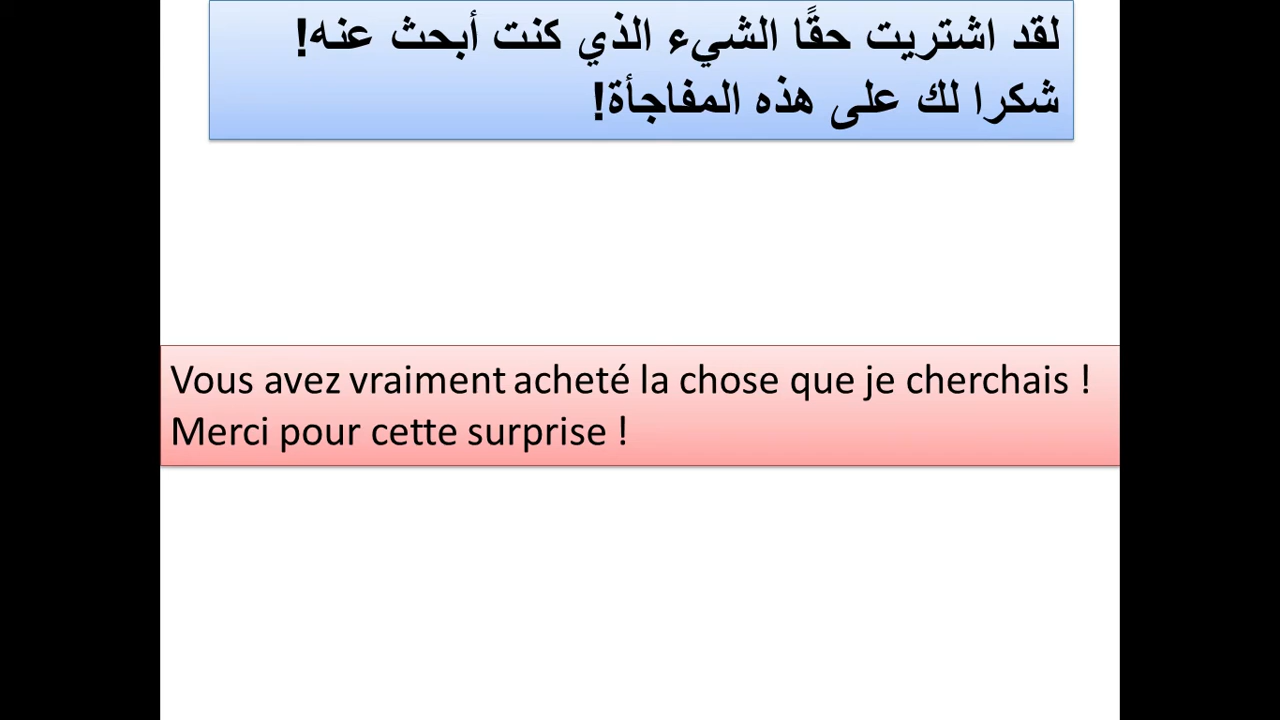 لقد اشتريت حقًا الشيء الذي كنت أبحث عنه!
شكرا لك على هذه المفاجأة!
Vous avez vraiment acheté la chose que je cherchais !
Merci pour cette surprise !